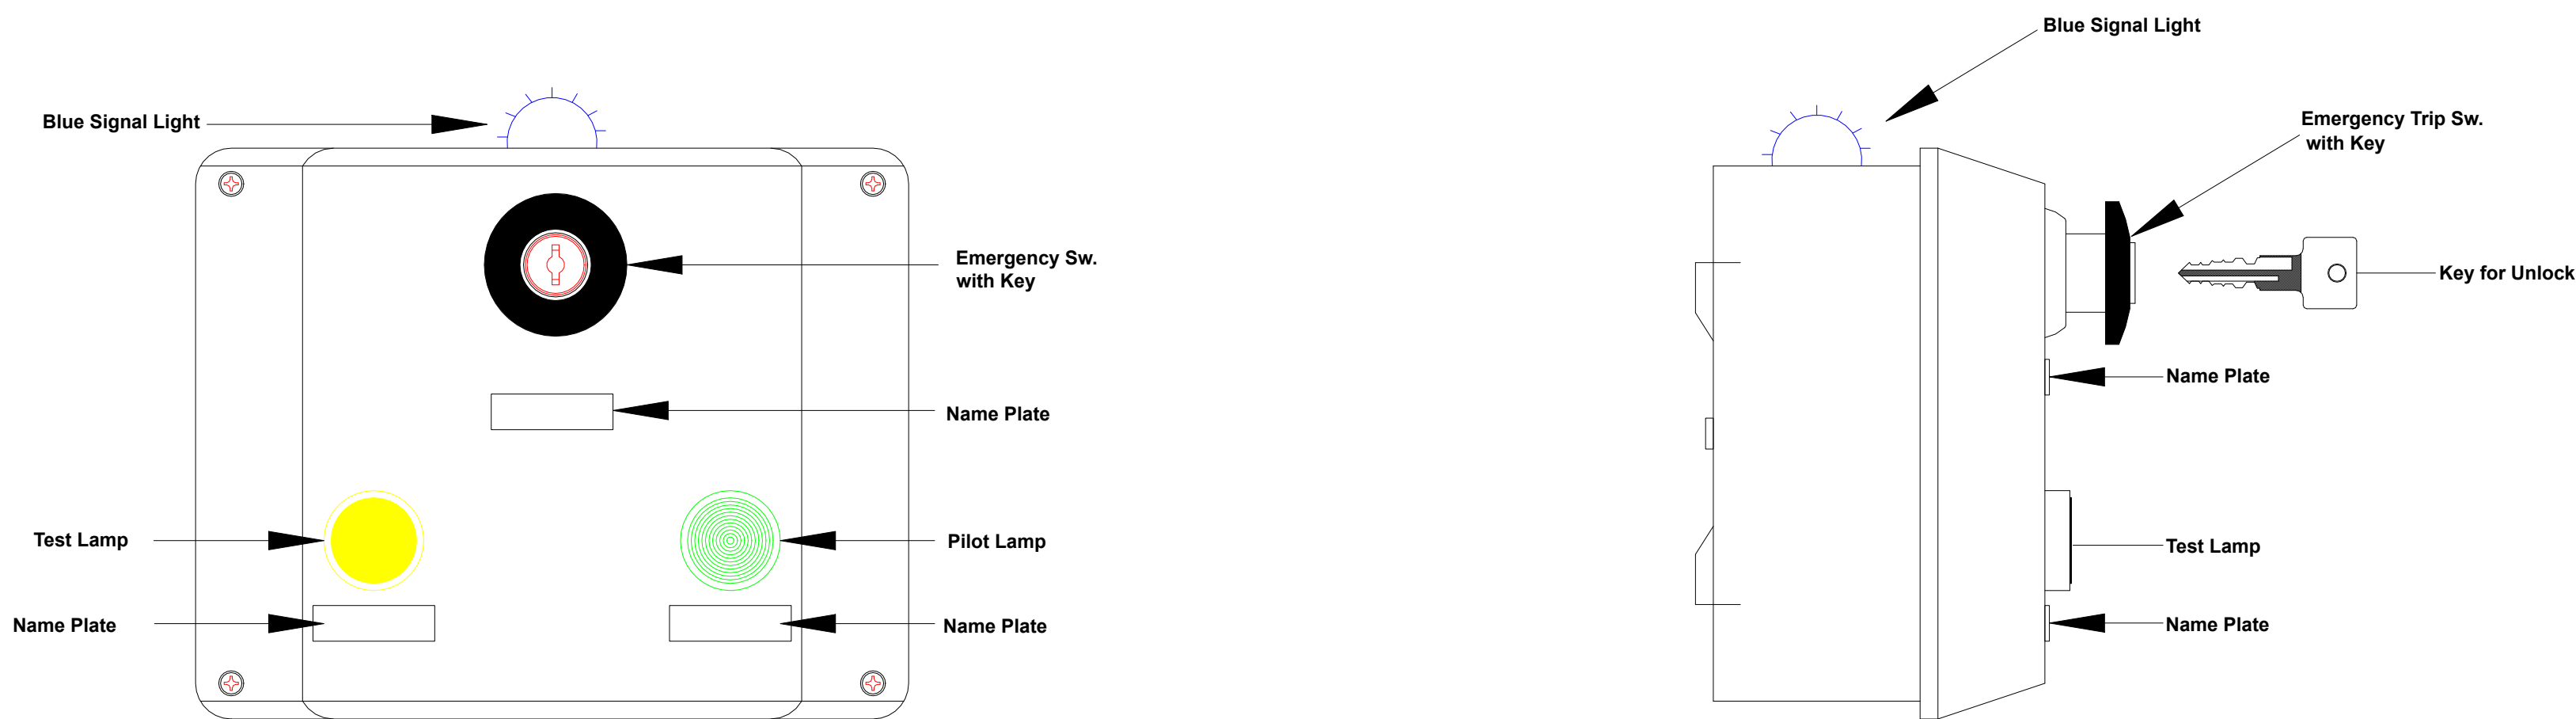 Blue Signal Light
Emergency Sw.
with Key
Name Plate
Test Lamp
Pilot Lamp
Name Plate
Name Plate
Blue Signal Light
Emergency Trip Sw.
with Key
Key for Unlock
Name Plate
Test Lamp
Name Plate